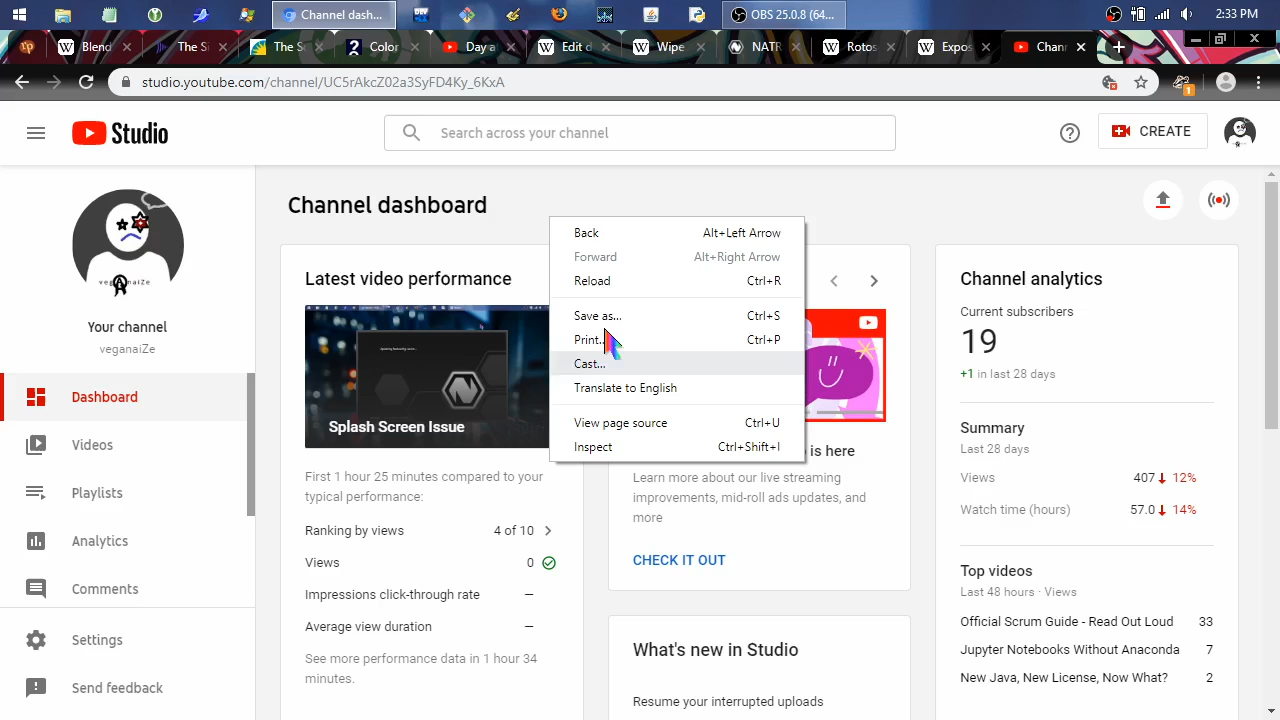 Channel dash...
DEV
OBS 25.0.8 (64...
2:33 PM
Blend
The Si
The Sc
Color
Day o
Edit d
Wipe
NATR
Rotos
Expos
Chan
studio.youtube.com/channel/UC5rAkcZ02a3SyFD4Ky_6KxA
1
Studio
Search across your channel
CREATE
veganaiZe
Your channel
veganaiZe
Dashboard
Videos
Playlists
Analytics
Comments
Settings
Send feedback
Channel dashboard
Latest video performance
Splash Screen Issue
First 1 hour 25 minutes compared to your
typical performance:
Ranking by views 4 of 10
Views 0
Impressions click-through rate —
Average view duration —
See more performance data in 1 hour 34
minutes.
Back Alt+Left Arrow
Forward Alt+Right Arrow
Reload Ctrl+R
Save as... Ctrl+S
Print... Ctrl+P
Cast...
Translate to English
View page source Ctrl+U
Inspect Ctrl+Shift+I
is here
Learn more about our live streaming
improvements, mid-roll ads updates, and
more
CHECK IT OUT
What's new in Studio
Resume your interrupted uploads
Channel analytics
Current subscribers
19
+1 in last 28 days
Summary
Last 28 days
Views 407 12%
Watch time (hours) 57.0 14%
Top videos
Last 48 hours · Views
Official Scrum Guide - Read Out Loud 33
Jupyter Notebooks Without Anaconda 7
New Java, New License, Now What? 2